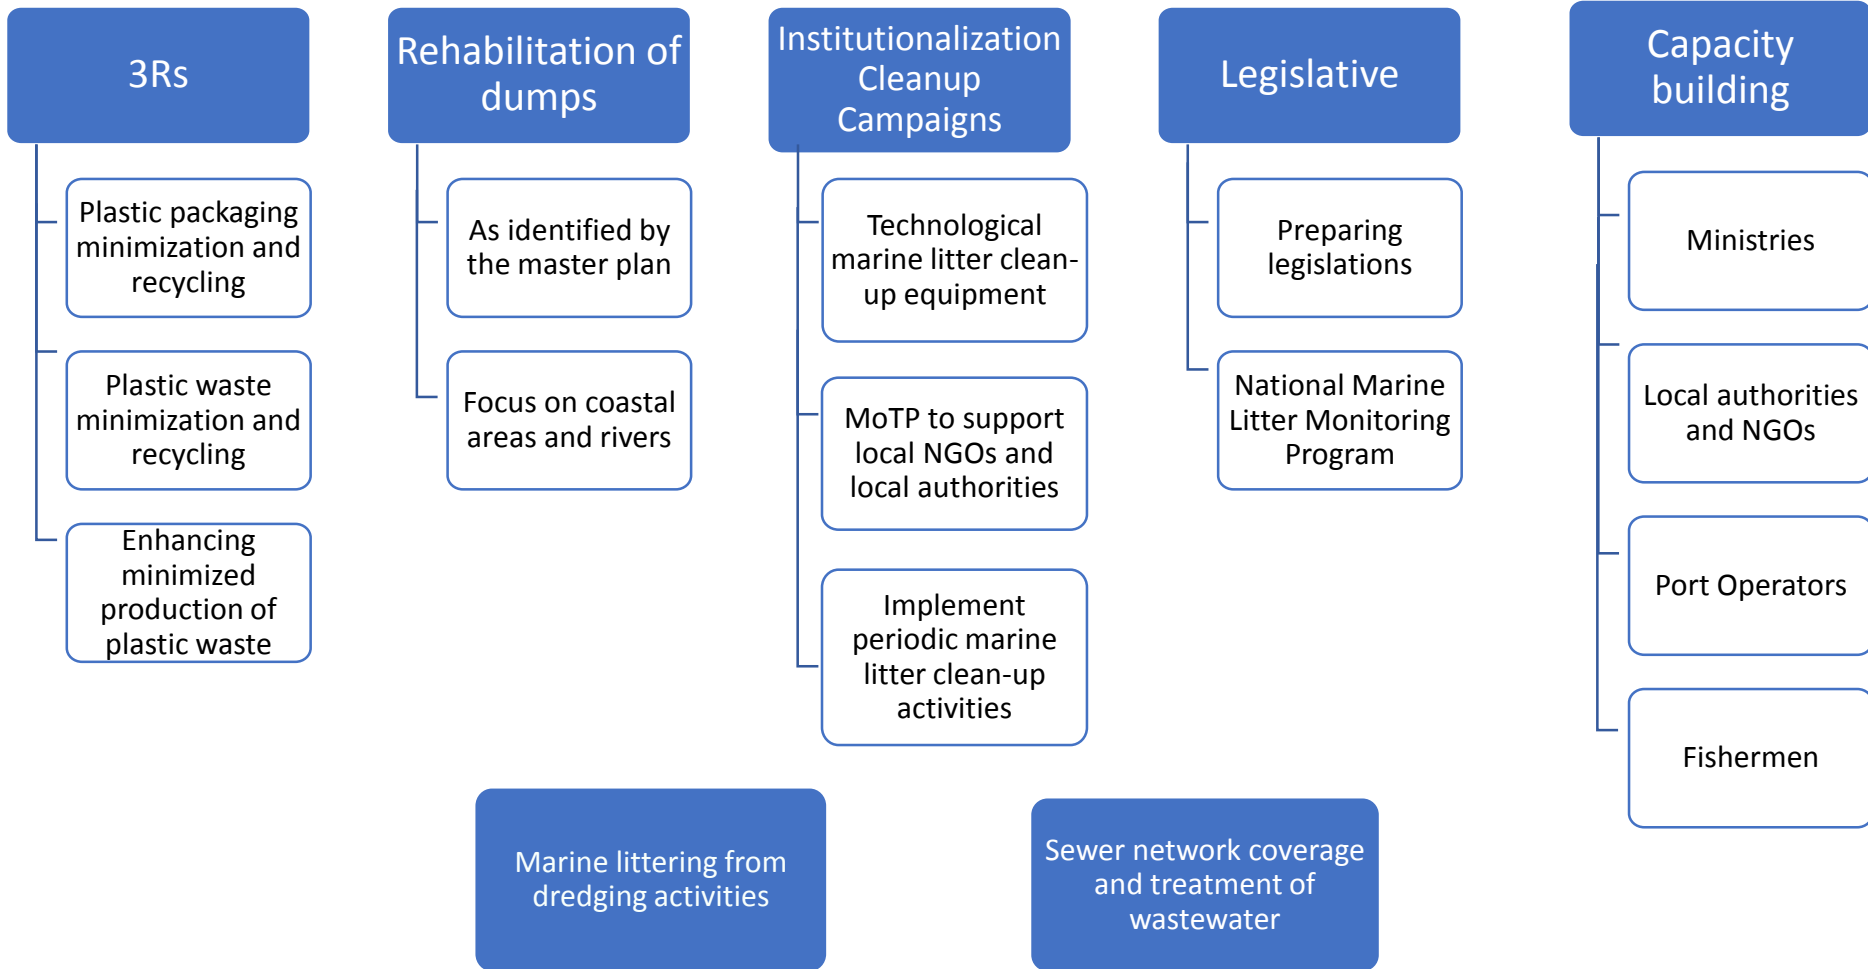 3Rs
Plastic packaging
minimization and
recycling
Plastic waste
minimization and
recycling
Enhancing
minimized
production of
plastic waste
Rehabilitation of
dumps
As identified by
the master plan
Focus on coastal
areas and rivers
Institutionalization
Cleanup
Campaigns
Technological
marine litter clean-
up equipment
MoTP to support
local NGOs and
local authorities
Implement
periodic marine
litter clean-up
activities
Legislative
Preparing
legislations
National Marine
Litter Monitoring
Program
Capacity
building
Ministries
Local authorities
and NGOs
Port Operators
Fishermen
Marine littering from
dredging activities
Sewer network coverage
and treatment of
wastewater